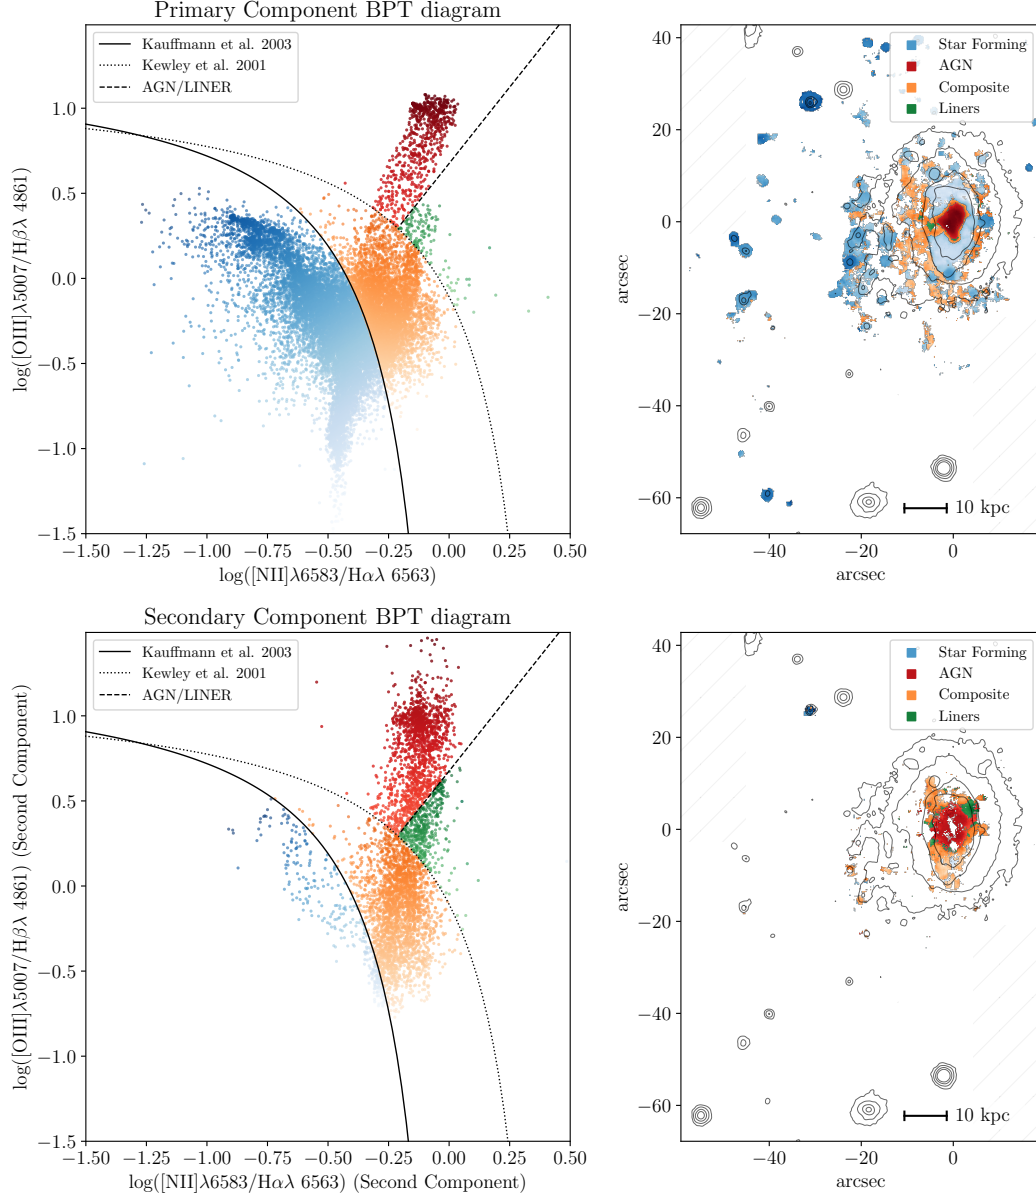 Primary Component BPT diagram
Kauffmann et al. 2003
Kewley et al. 2001
AGN/LINER
1.0
0.5
0.0
−0.5
−1.0
−1.5
log([OIII]λ5007/Hβλ 4861)
−1.50 −1.25 −1.00 −0.75 −0.50 −0.25 0.00 0.25 0.50
log([NII]λ6583/Hαλ 6563)
Star Forming
AGN
Composite
Liners
40
20
0
−20
−40
−60
arcsec
10 kpc
−40 −20 0
arcsec
Secondary Component BPT diagram
Kauffmann et al. 2003
Kewley et al. 2001
AGN/LINER
1.0
0.5
0.0
−0.5
−1.0
−1.5
log([OIII]λ5007/Hβλ 4861) (Second Component)
−1.50 −1.25 −1.00 −0.75 −0.50 −0.25 0.00 0.25 0.50
log([NII]λ6583/Hαλ 6563) (Second Component)
Star Forming
AGN
Composite
Liners
40
20
0
−20
−40
−60
arcsec
10 kpc
−40 −20 0
arcsec